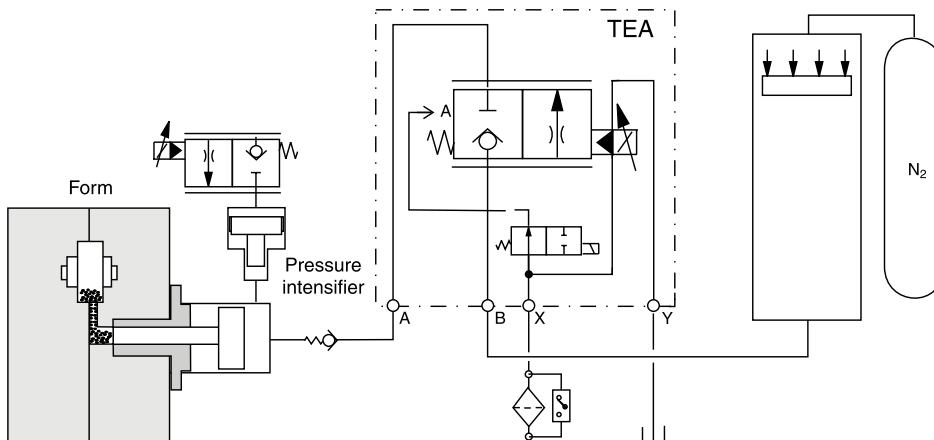 TEA
A
N2
Form
Pressure
intensifier
A
B
X
Y